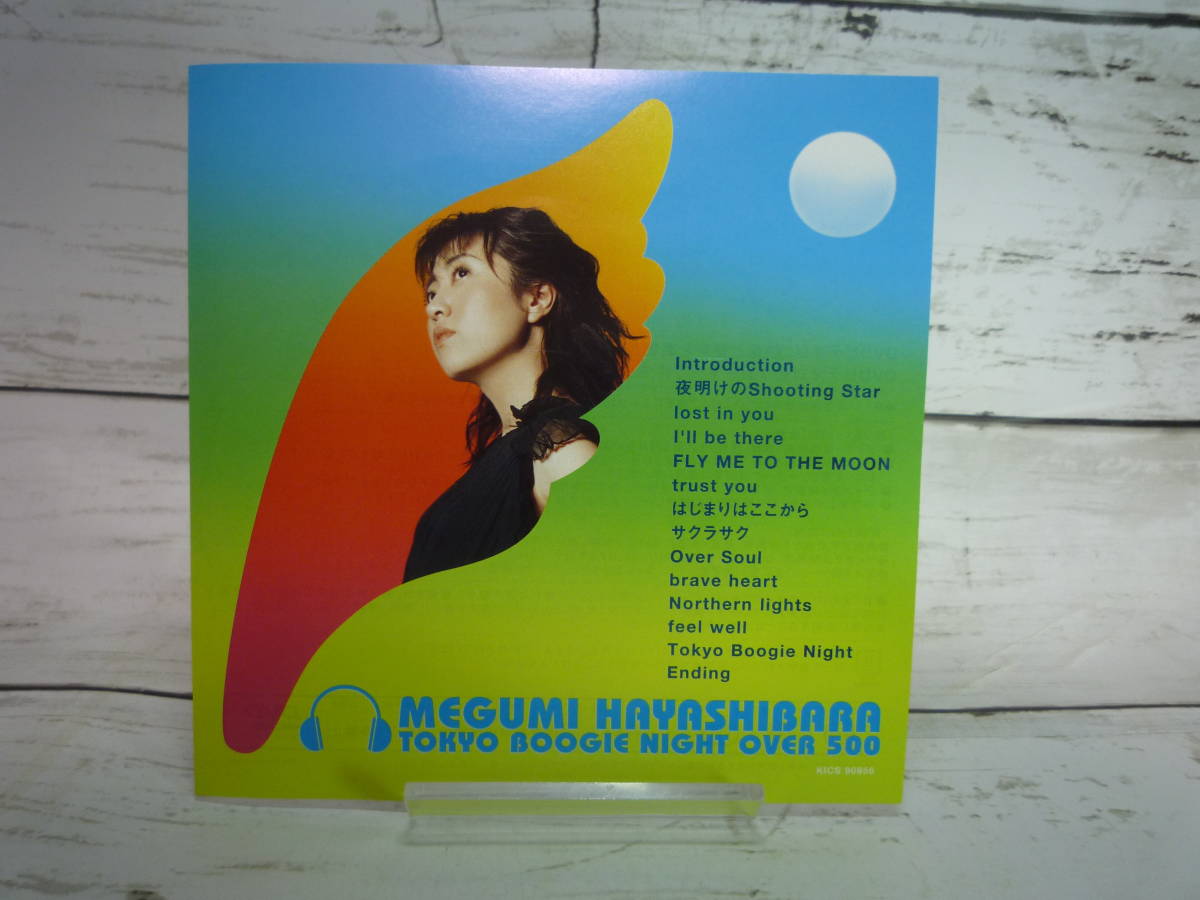 Introduction
夜明けのShooting Star
lost in you
I'll be there
FLY ME TO THE MOON
trust you
はじまりはここから
サクラサク
Over Soul
brave heart
Northern lights
feel well
Tokyo Boogie Night
Ending
MEGUMI HAYASHIBARA
TOKYO BOOGIE NIGHT OVER 500
KICS